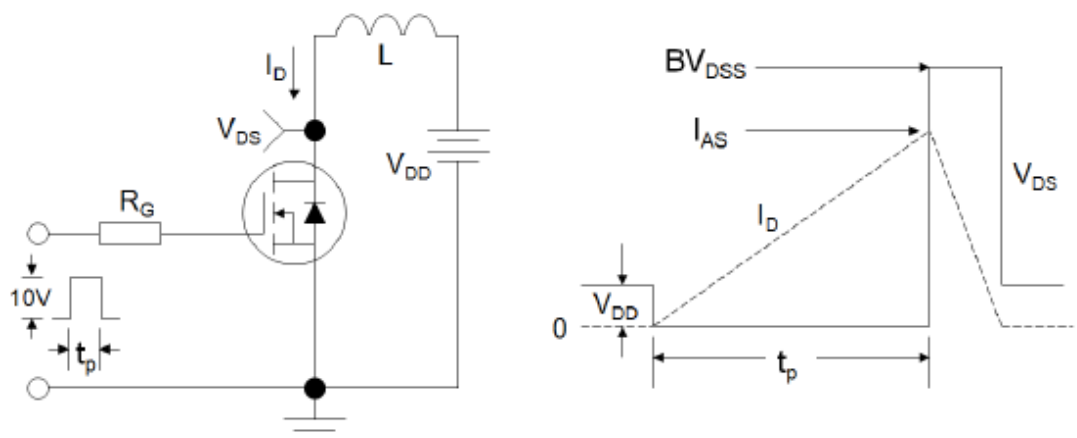 L
I_D
V_DS
V_DD
R_G
10V
t_p
BV_DSS
I_AS
V_DS
I_D
V_DD
0
t_p